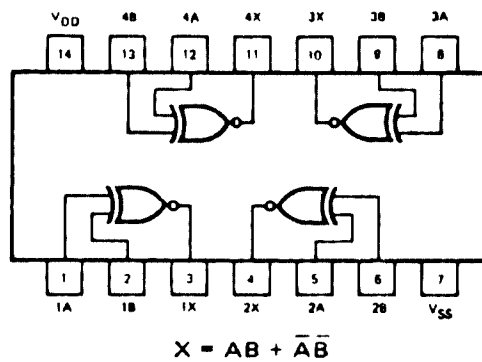 VDD 4B 4A 4X 3X 3B 3A
14 13 12 11 10 9 8
1 2 3 4 5 6 7
1A 1B 1X 2X 2A 2B VSS
X = AB + A̅ B̅